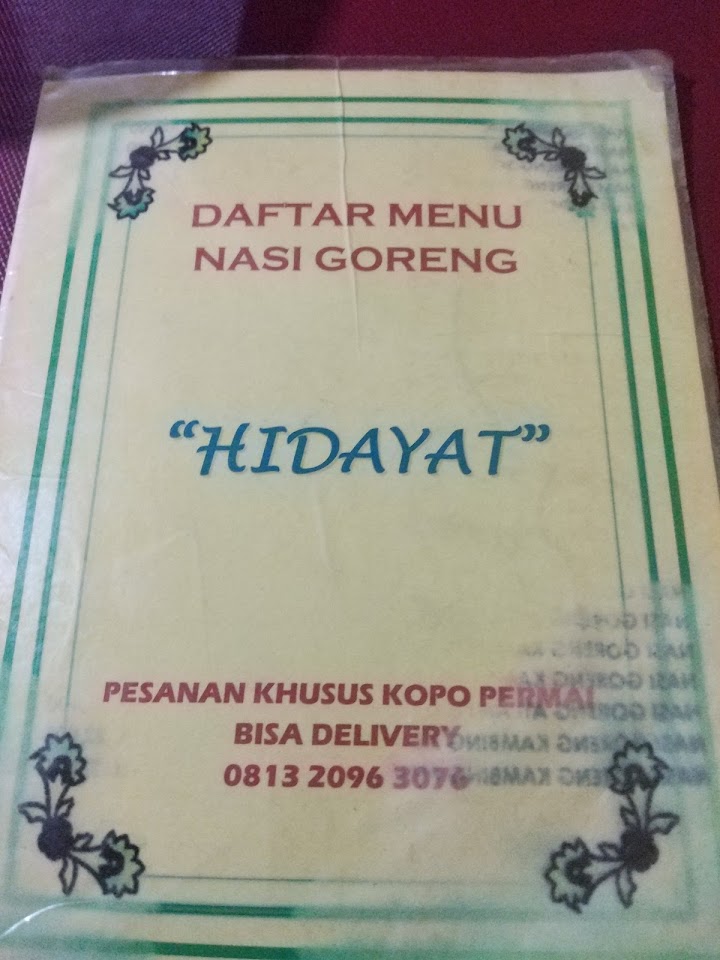 DAFTAR MENU
NASI GORENG
“HIDAYAT”
PESANAN KHUSUS KOPO PERMAI
BISA DELIVERY
0813 2096 3076